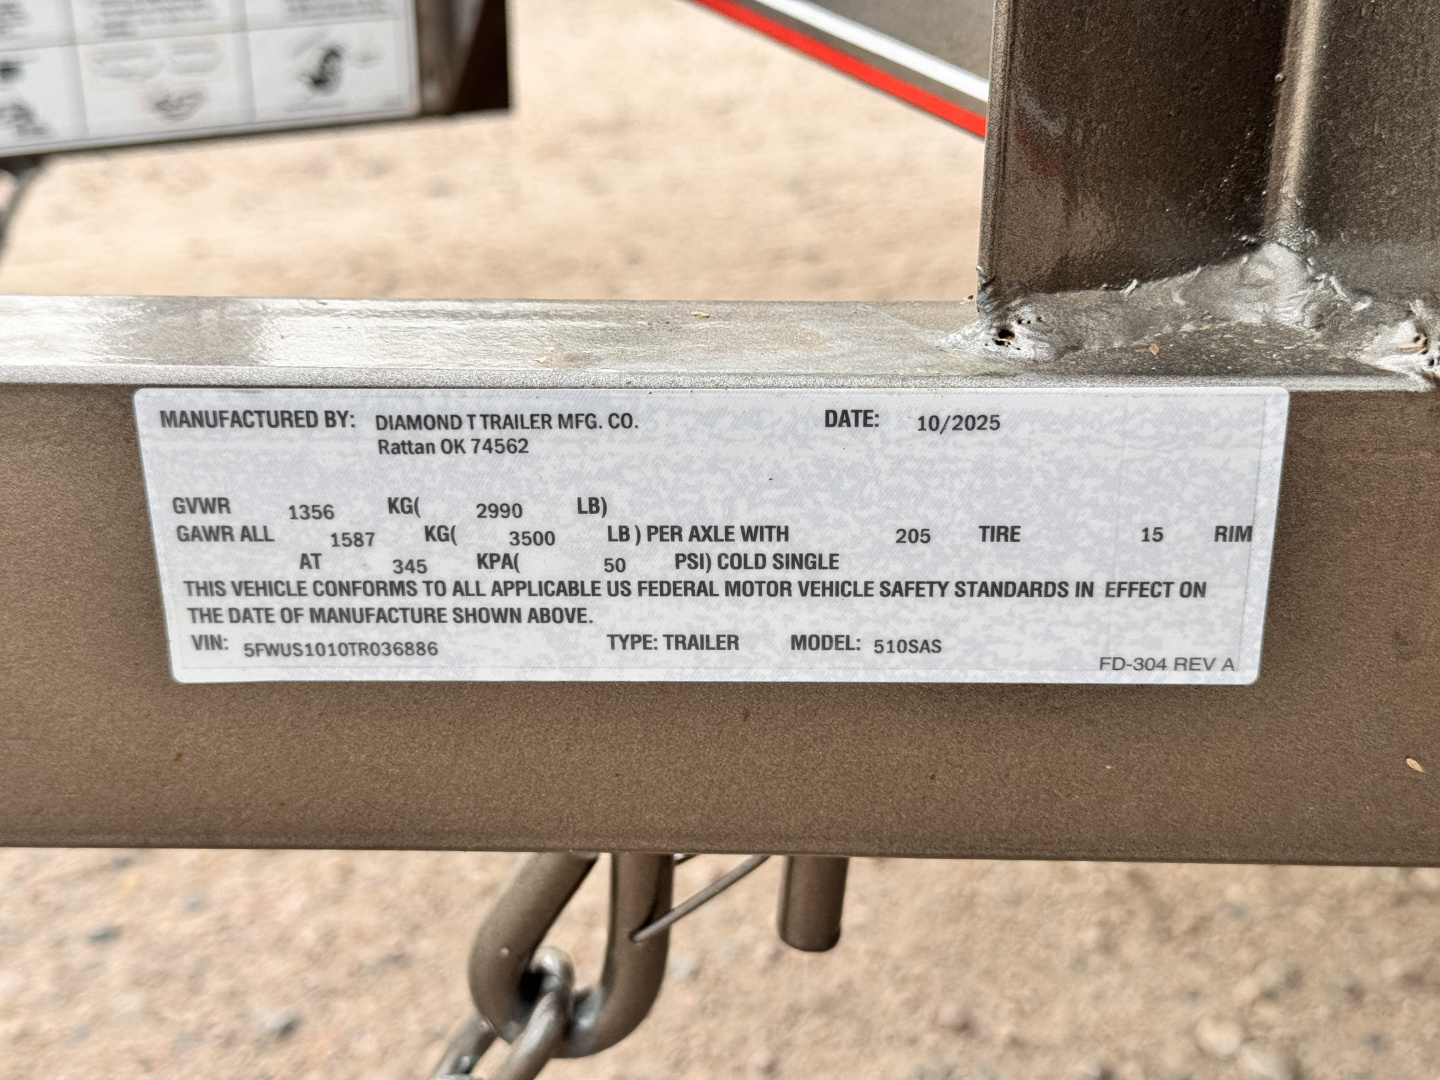 MANUFACTURED BY: DIAMOND T TRAILER MFG. CO. DATE: 10/2025
Rattan OK 74562
GVWR 1356 KG( 2990 LB)
GAWR ALL 1587 KG( 3500 LB ) PER AXLE WITH 205 TIRE 15 RIM
AT 345 KPA( 50 PSI) COLD SINGLE
THIS VEHICLE CONFORMS TO ALL APPLICABLE US FEDERAL MOTOR VEHICLE SAFETY STANDARDS IN EFFECT ON
THE DATE OF MANUFACTURE SHOWN ABOVE.
VIN: 5FWUS1010TR036886 TYPE: TRAILER MODEL: 510SAS
FD-304 REV A